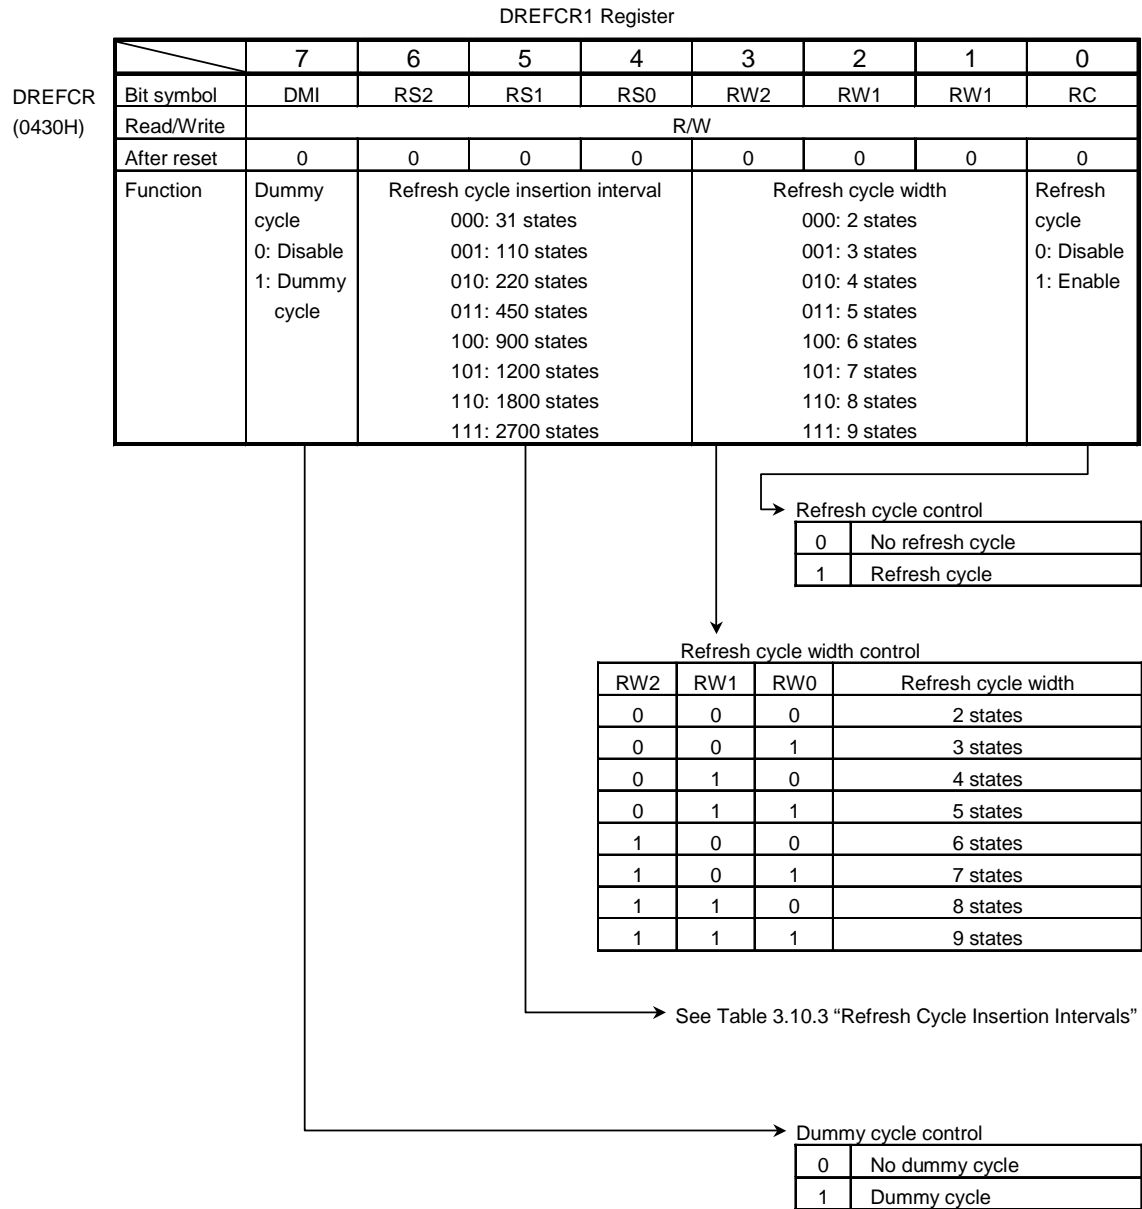 DREFCR1 Register
7 6 5 4 3 2 1 0
DREFCR
(0430H)
Bit symbol DMI RS2 RS1 RS0 RW2 RW1 RW1 RC
Read/Write R/W
After reset 0 0 0 0 0 0 0 0
Function
Dummy
cycle
0: Disable
1: Dummy
cycle
Refresh cycle insertion interval
000: 31 states
001: 110 states
010: 220 states
011: 450 states
100: 900 states
101: 1200 states
110: 1800 states
111: 2700 states
Refresh cycle width
000: 2 states
001: 3 states
010: 4 states
011: 5 states
100: 6 states
101: 7 states
110: 8 states
111: 9 states
Refresh
cycle
0: Disable
1: Enable
Refresh cycle control
0 No refresh cycle
1 Refresh cycle
Refresh cycle width control
RW2 RW1 RW0 Refresh cycle width
0 0 0 2 states
0 0 1 3 states
0 1 0 4 states
0 1 1 5 states
1 0 0 6 states
1 0 1 7 states
1 1 0 8 states
1 1 1 9 states
See Table 3.10.3 “Refresh Cycle Insertion Intervals”
Dummy cycle control
0 No dummy cycle
1 Dummy cycle